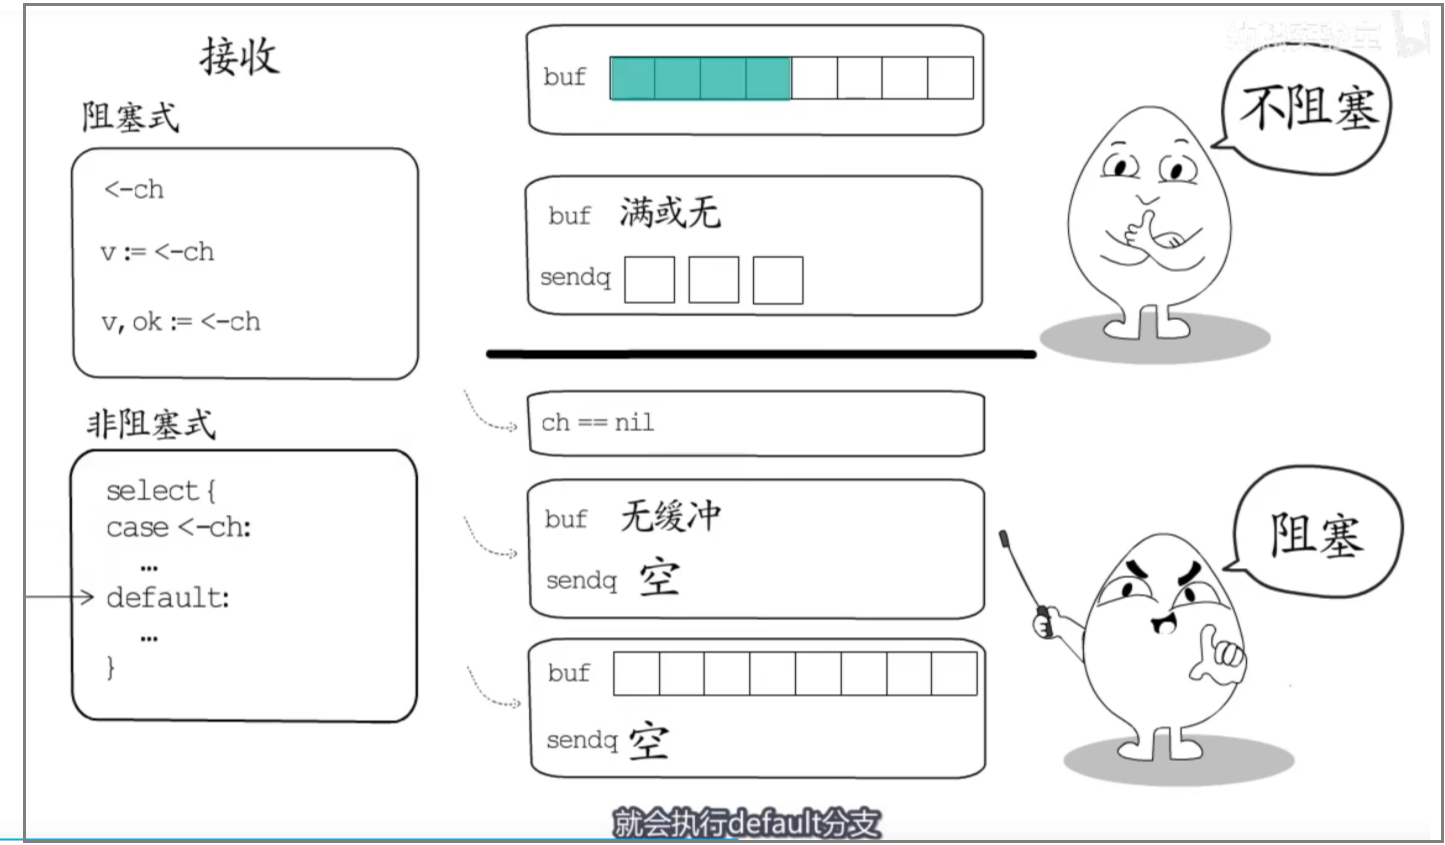 接收
阻塞式
<-ch
v := <-ch
v, ok := <-ch
非阻塞式
select {
case <-ch:
...
default:
...
}
buf
buf 满或无
sendq
ch == nil
buf 无缓冲
sendq 空
buf
sendq 空
不阻塞
阻塞
就会执行default分支